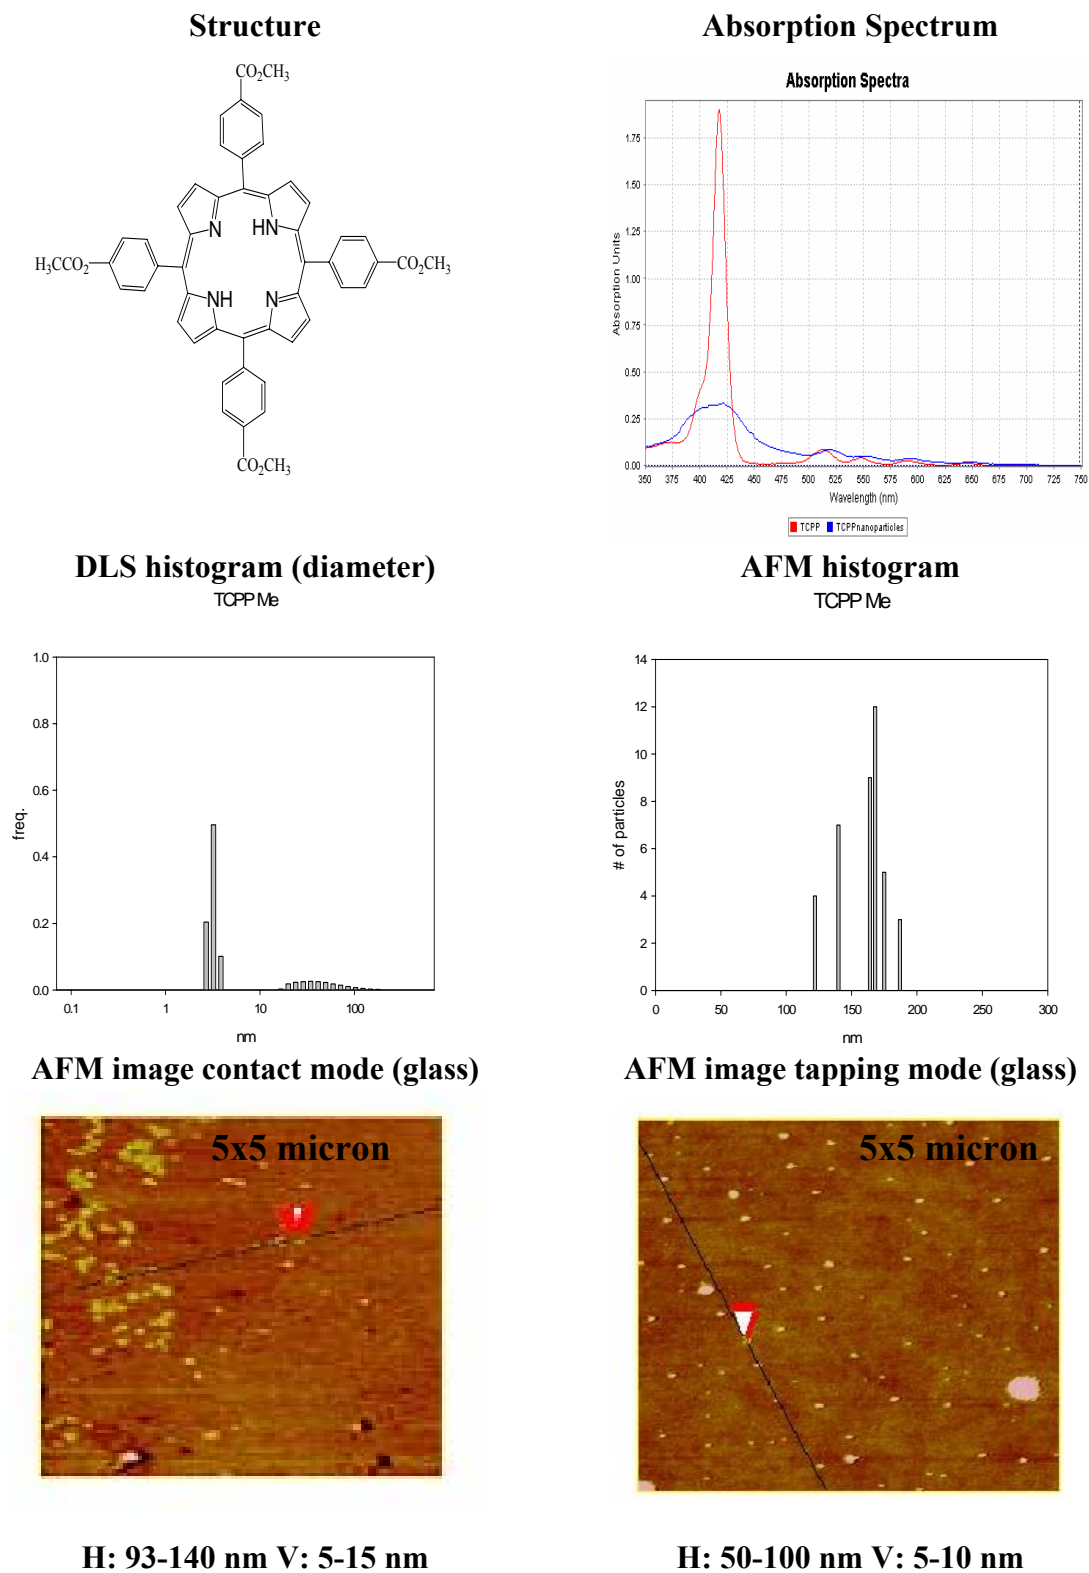 Structure
CO2CH3
N
HN
H3CCO2
CO2CH3
NH
N
CO2CH3
Absorption Spectrum
Absorption Spectra
Absorption Units
1.75
1.50
1.25
1.00
0.75
0.50
0.25
0.00
350 375 400 425 450 475 500 525 550 575 600 625 650 675 700 725 750
Wavelength (nm)
TCPP TCPPnanoparticles
DLS histogram (diameter)
TCPP Me
freq.
1.0
0.8
0.6
0.4
0.2
0.0
0.1 1 10 100
nm
AFM histogram
TCPP Me
# of particles
14
12
10
8
6
4
2
0
0 50 100 150 200 250 300
nm
AFM image contact mode (glass)
5x5 micron
H: 93-140 nm V: 5-15 nm
AFM image tapping mode (glass)
5x5 micron
H: 50-100 nm V: 5-10 nm